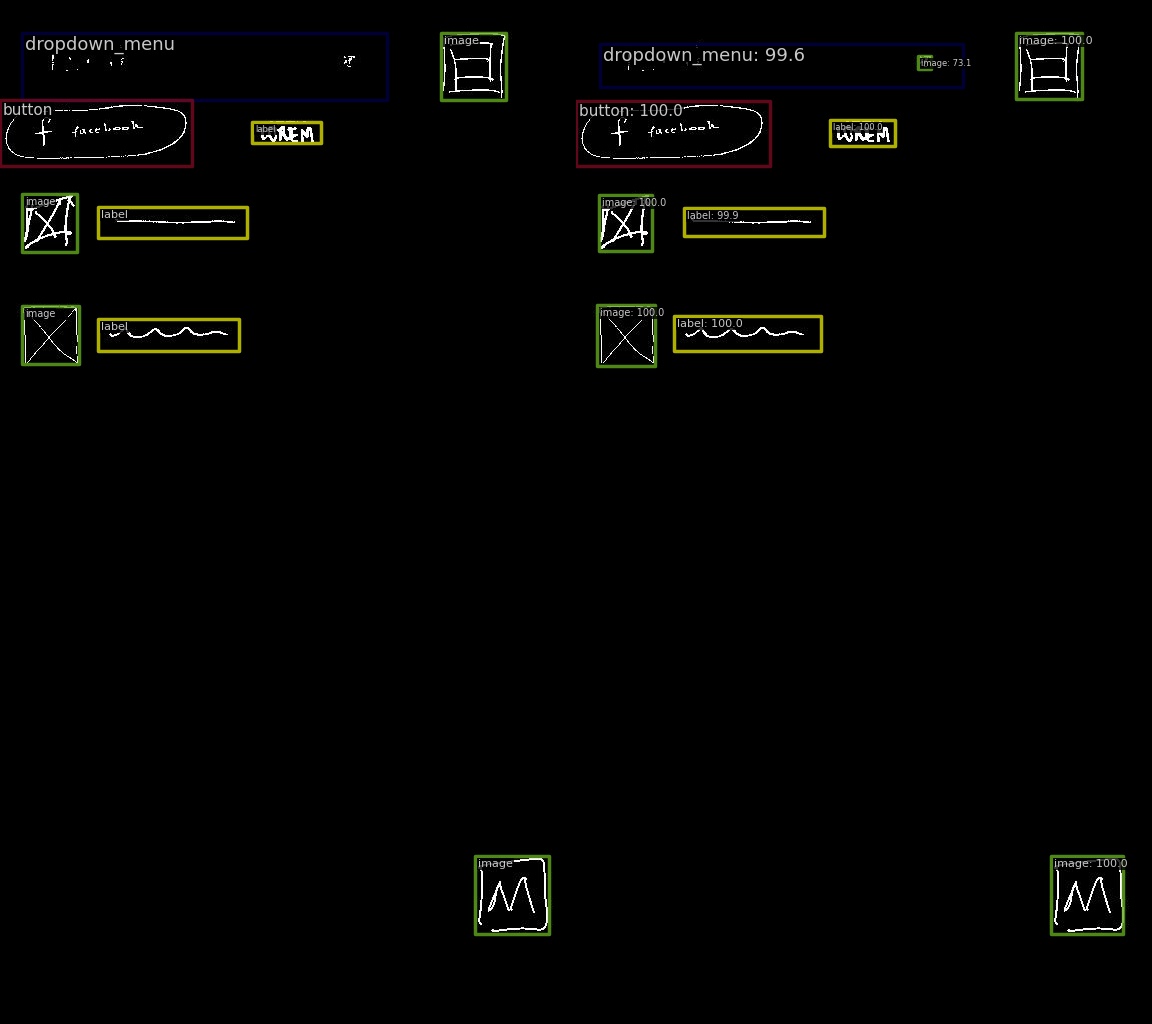 dropdown_menu
image
dropdown_menu: 99.6
image: 73.1
image: 100.0
button
f facebook
label
LOREM
button: 100.0
f facebook
label: 100.0
LOREM
image
label
image: 100.0
label: 99.9
image
label
image: 100.0
label: 100.0
image
M
image: 100.0
M